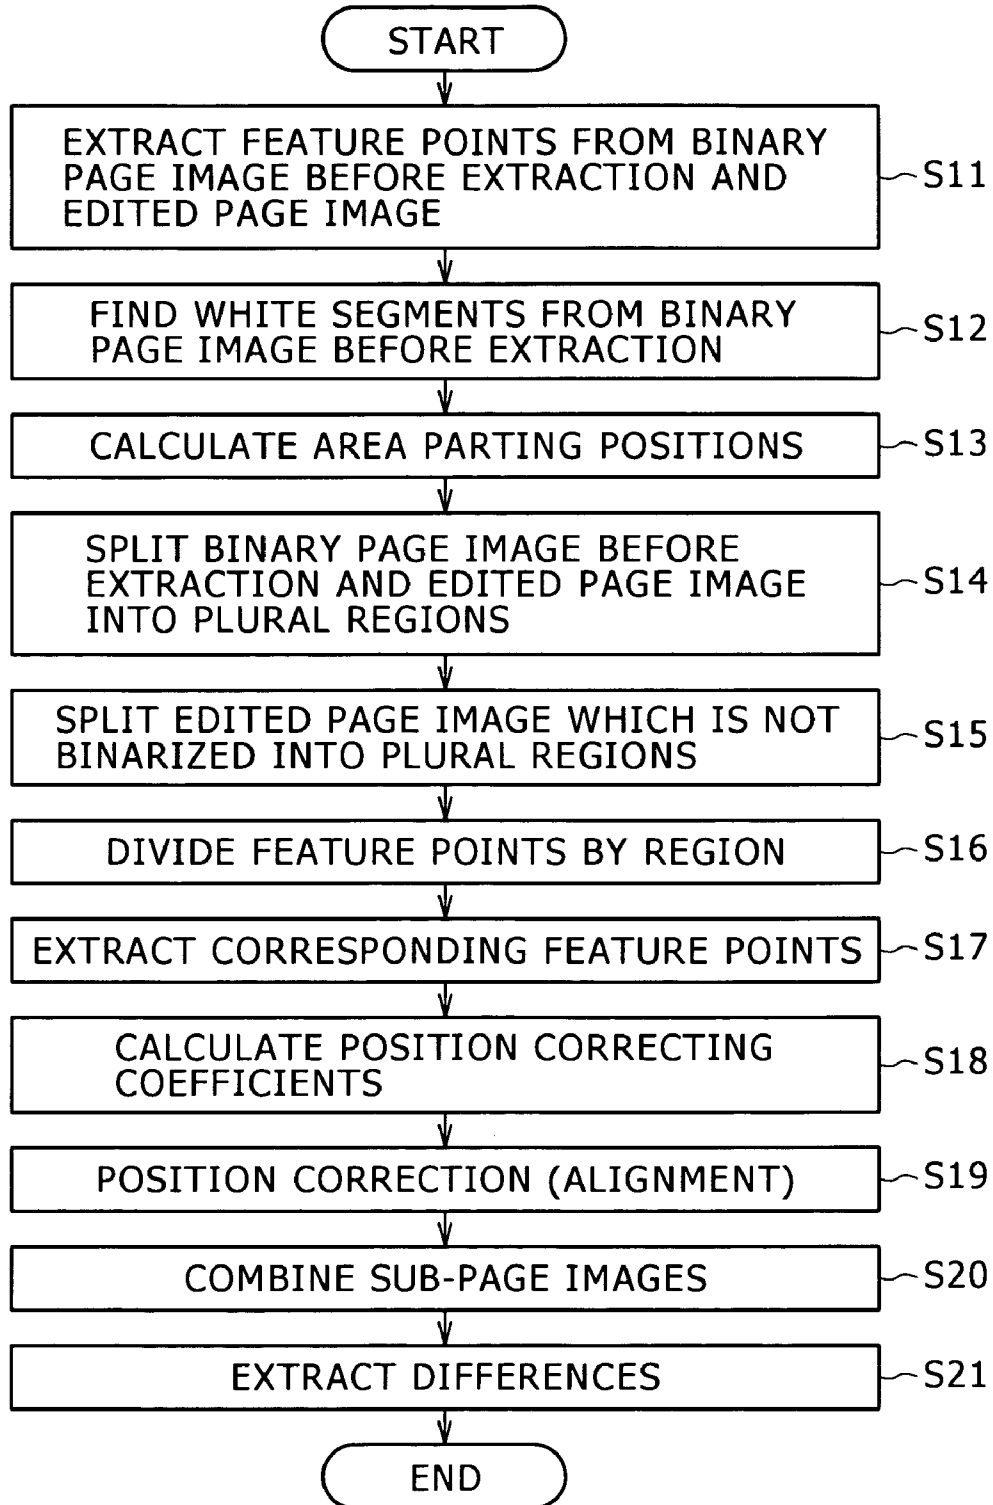 START
EXTRACT FEATURE POINTS FROM BINARY
PAGE IMAGE BEFORE EXTRACTION AND
EDITED PAGE IMAGE
S11
FIND WHITE SEGMENTS FROM BINARY
PAGE IMAGE BEFORE EXTRACTION
S12
CALCULATE AREA PARTING POSITIONS
S13
SPLIT BINARY PAGE IMAGE BEFORE
EXTRACTION AND EDITED PAGE IMAGE
INTO PLURAL REGIONS
S14
SPLIT EDITED PAGE IMAGE WHICH IS NOT
BINARIZED INTO PLURAL REGIONS
S15
DIVIDE FEATURE POINTS BY REGION
S16
EXTRACT CORRESPONDING FEATURE POINTS
S17
CALCULATE POSITION CORRECTING
COEFFICIENTS
S18
POSITION CORRECTION (ALIGNMENT)
S19
COMBINE SUB-PAGE IMAGES
S20
EXTRACT DIFFERENCES
S21
END